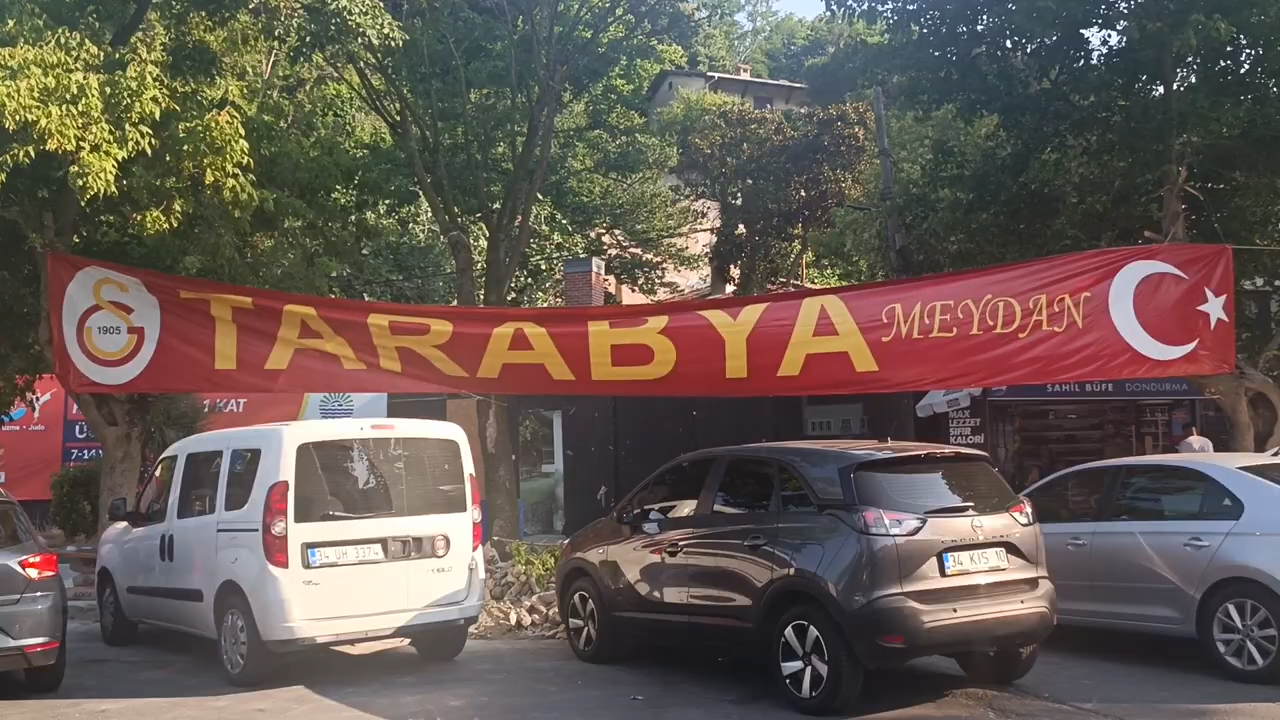 1905
TARABYA MEYDAN
1 KAT
7-14 Y
Judo
SAHİL BÜFE DONDURMA
MAX
LEZZET
SIFIR
KALORİ
34 UH 3374
34 KIS 10